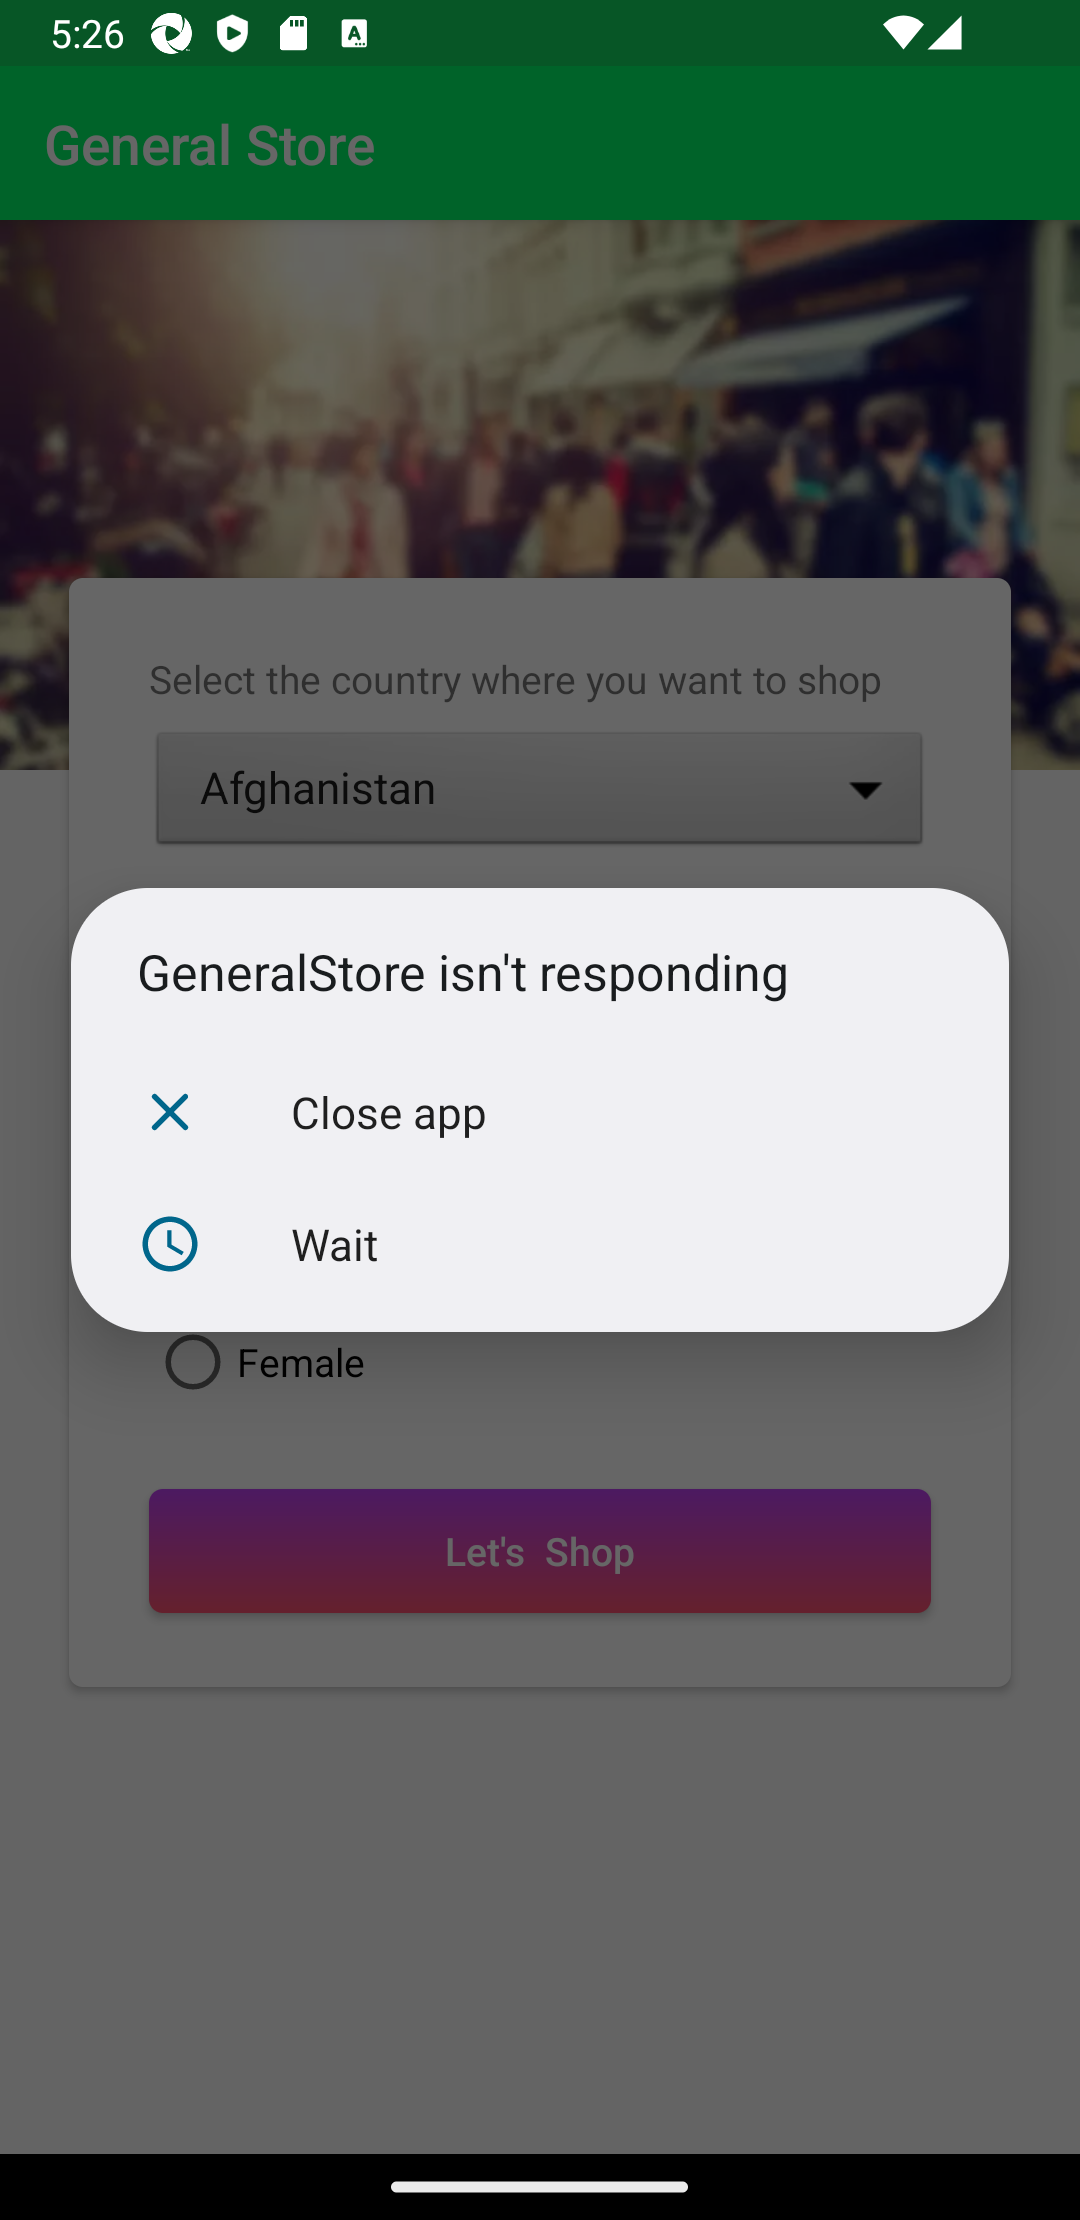 5:26
General Store
Select the country where you want to shop
Afghanistan
GeneralStore isn't responding
Close app
Wait
Female
Let's Shop